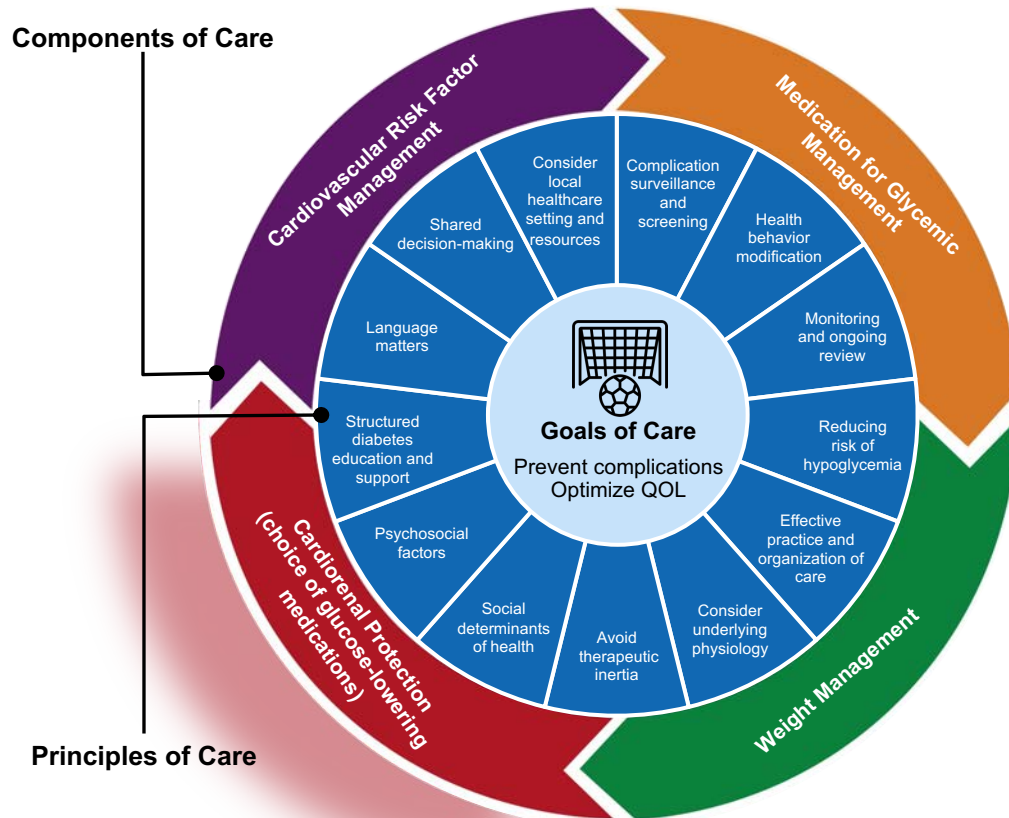 Components of Care
Cardiovascular Risk Factor
Management
Medication for Glycemic
Management
Weight Management
Cardiorenal Protection
(choice of glucose-lowering
medications)
Principles of Care
Complication
surveillance
and
screening
Health
behavior
modification
Monitoring
and ongoing
review
Reducing
risk of
hypoglycemia
Effective
practice and
organization of
care
Consider
underlying
physiology
Avoid
therapeutic
inertia
Social
determinants
of health
Psychosocial
factors
Structured
diabetes
education and
support
Language
matters
Shared
decision-making
Consider
local
healthcare
setting and
resources
Goals of Care
Prevent complications
Optimize QOL